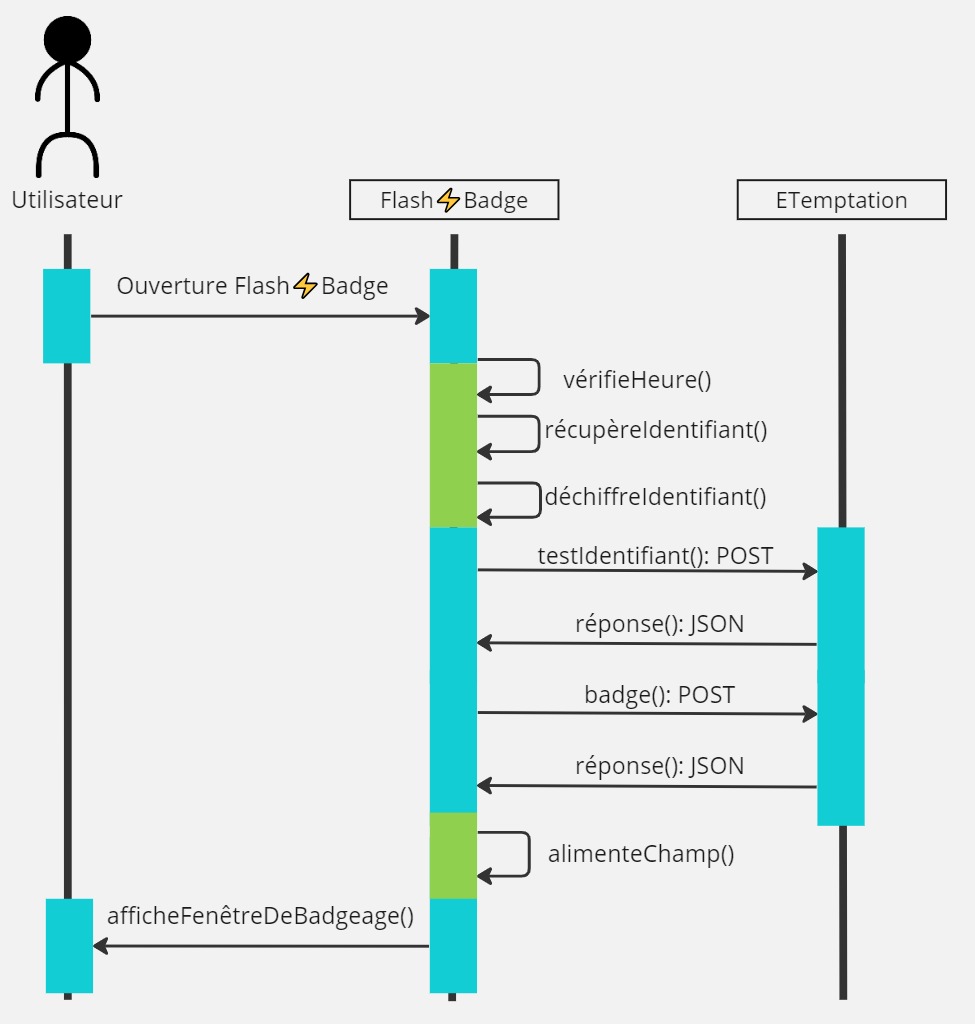 Utilisateur
Flash⚡Badge
ETemptation
Ouverture Flash⚡Badge
vérifieHeure()
récupèreIdentifiant()
déchiffreIdentifiant()
testIdentifiant(): POST
réponse(): JSON
badge(): POST
réponse(): JSON
alimenteChamp()
afficheFenêtreDeBadgeage()